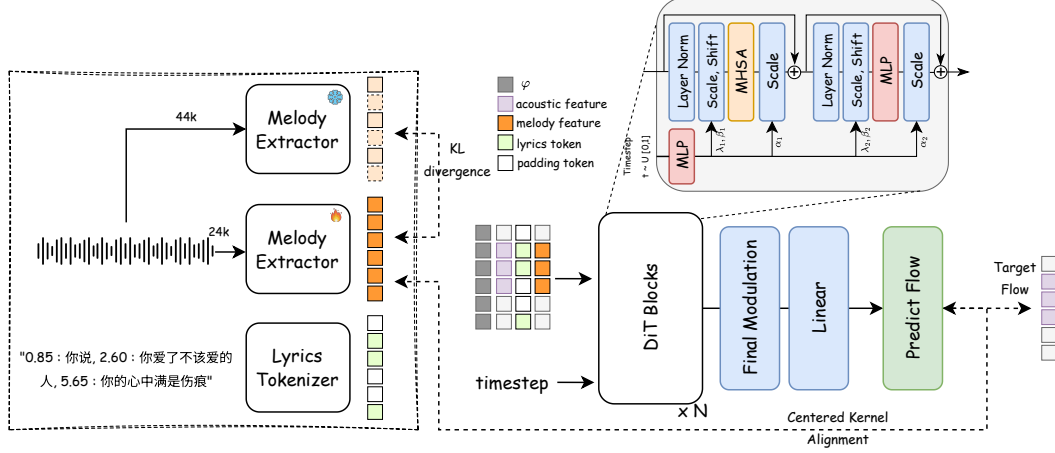 44k
Melody
Extractor
24k
Melody
Extractor
"0.85 : 你说, 2.60 : 你爱了不该爱的
人, 5.65 : 你的心中满是伤痕"
Lyrics
Tokenizer
KL
divergence
φ
acoustic feature
melody feature
lyrics token
padding token
Layer Norm
Scale, Shift
MHSA
Scale
Layer Norm
Scale, Shift
MLP
Scale
Timestep
t ~ U [0,1]
MLP
λ₁, β₁
α₁
λ₂, β₂
α₂
timestep
DiT Blocks
x N
Final Modulation
Linear
Predict Flow
Target
Flow
Centered Kernel
Alignment